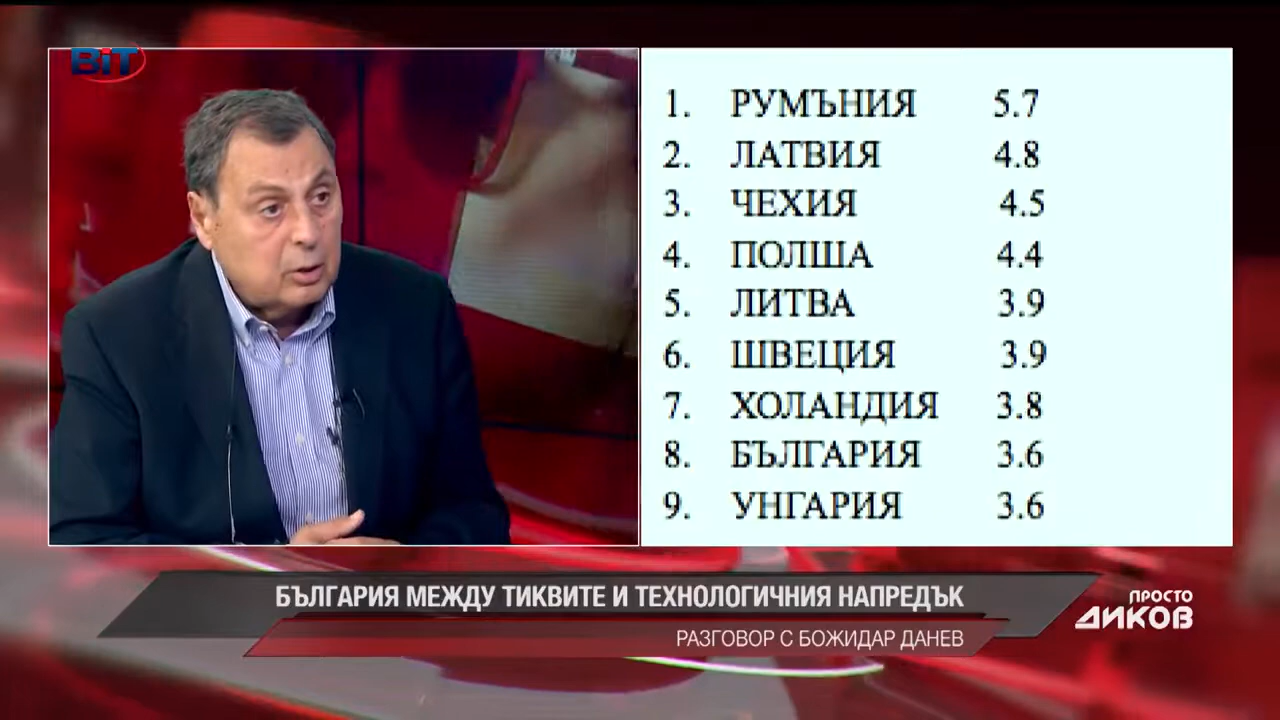 BiT
1. РУМЪНИЯ 5.7
2. ЛАТВИЯ 4.8
3. ЧЕХИЯ 4.5
4. ПОЛША 4.4
5. ЛИТВА 3.9
6. ШВЕЦИЯ 3.9
7. ХОЛАНДИЯ 3.8
8. БЪЛГАРИЯ 3.6
9. УНГАРИЯ 3.6
БЪЛГАРИЯ МЕЖДУ ТИКВИТЕ И ТЕХНОЛОГИЧНИЯ НАПРЕДЪК
РАЗГОВОР С БОЖИДАР ДАНЕВ
ПРОСТО
ДИКОВ